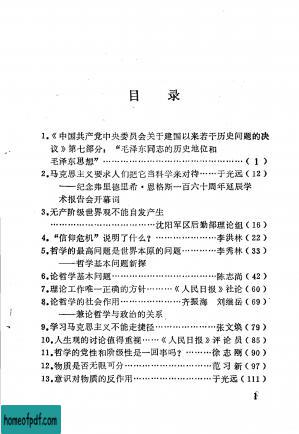 目 录
1.《中国共产党中央委员会关于建国以来若干历史问题的决
议》第七部分：“毛泽东同志的历史地位和
毛泽东思想”……………………………………（1）
2.马克思主义要求人们把它当科学来对待……于光远（12）
——纪念弗里德里希·恩格斯一百六十周年诞辰学
术报告会开幕词
3.无产阶级世界观不能自发产生
……………………沈阳军区后勤部理论组（16）
4.“信仰危机”说明了什么？……………………李洪林（22）
5.哲学的最高问题是世界本原的问题……………李秀林（33）
——哲学基本问题新探
6.论哲学基本问题……………………………陈志尚（42）
7.理论工作唯一正确的方针………《人民日报》社论（60）
8.论哲学的社会作用………………齐振海 刘继岳（69）
——兼论哲学与政治的关系
9.学习马克思主义不能走捷径…………………张文焕（79）
10.人生观的讨论值得重视……《人民日报》评论员（85）
11.哲学的党性和阶级性是一回事吗？………徐志刚（90）
12.物质是否无限可分…………………………范习新（97）
13.意识对物质的反作用………………………于光远（111）
1
homeofpdf.com
homeofpdf.com
homeofpdf.com